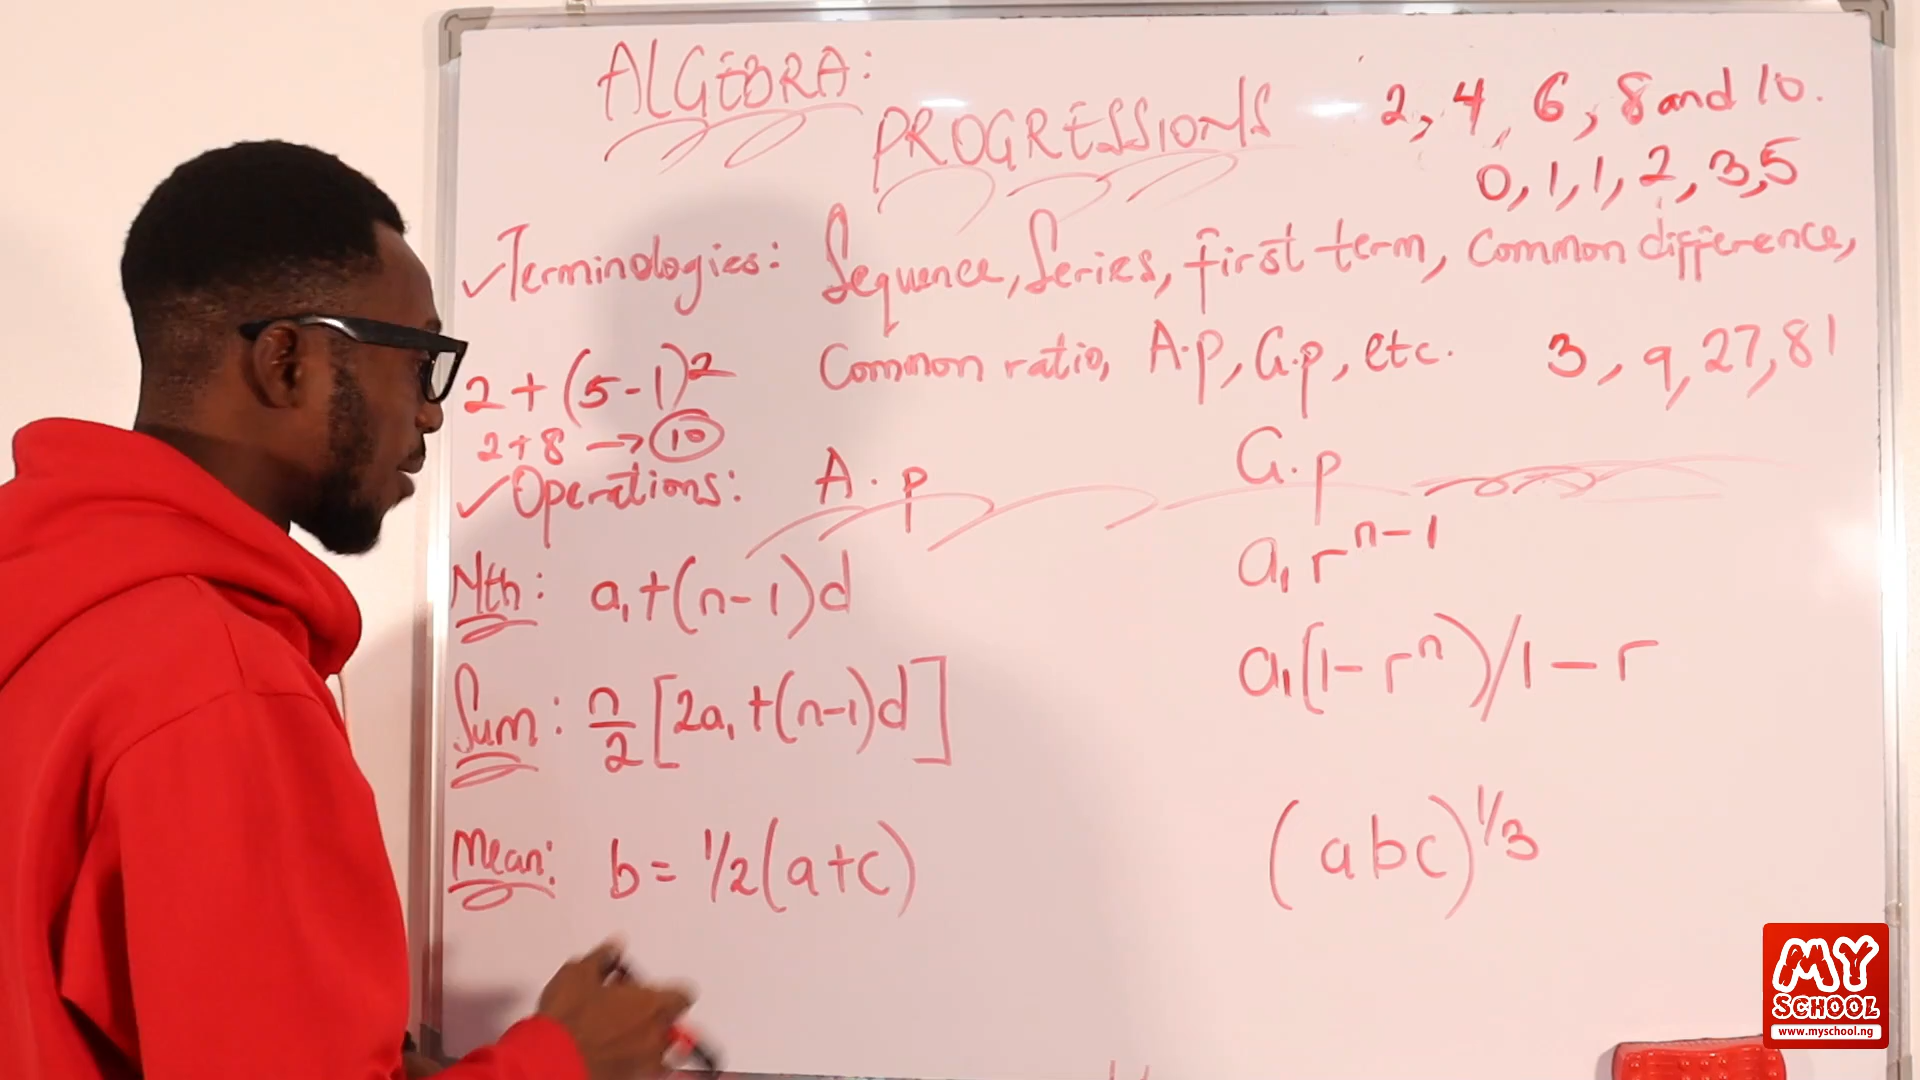 ALGEBRA:
PROGRESSIONS
2, 4, 6, 8 and 10.
0, 1, 1, 2, 3, 5
✓Terminologies: Sequence, Series, first term, Common difference,
Common ratio, A.p, G.p, etc. 3, 9, 27, 81
2 + (5-1)2
2+8 → 10
✓Operations: A.p G.p
Nth: a₁+(n-1)d a₁rⁿ⁻¹
Sum: n/2 [2a₁+(n-1)d] a₁(1-rⁿ)/1-r
Mean: b = 1/2(a+c) (abc)^1/3
MY
SCHOOL
www.myschool.ng